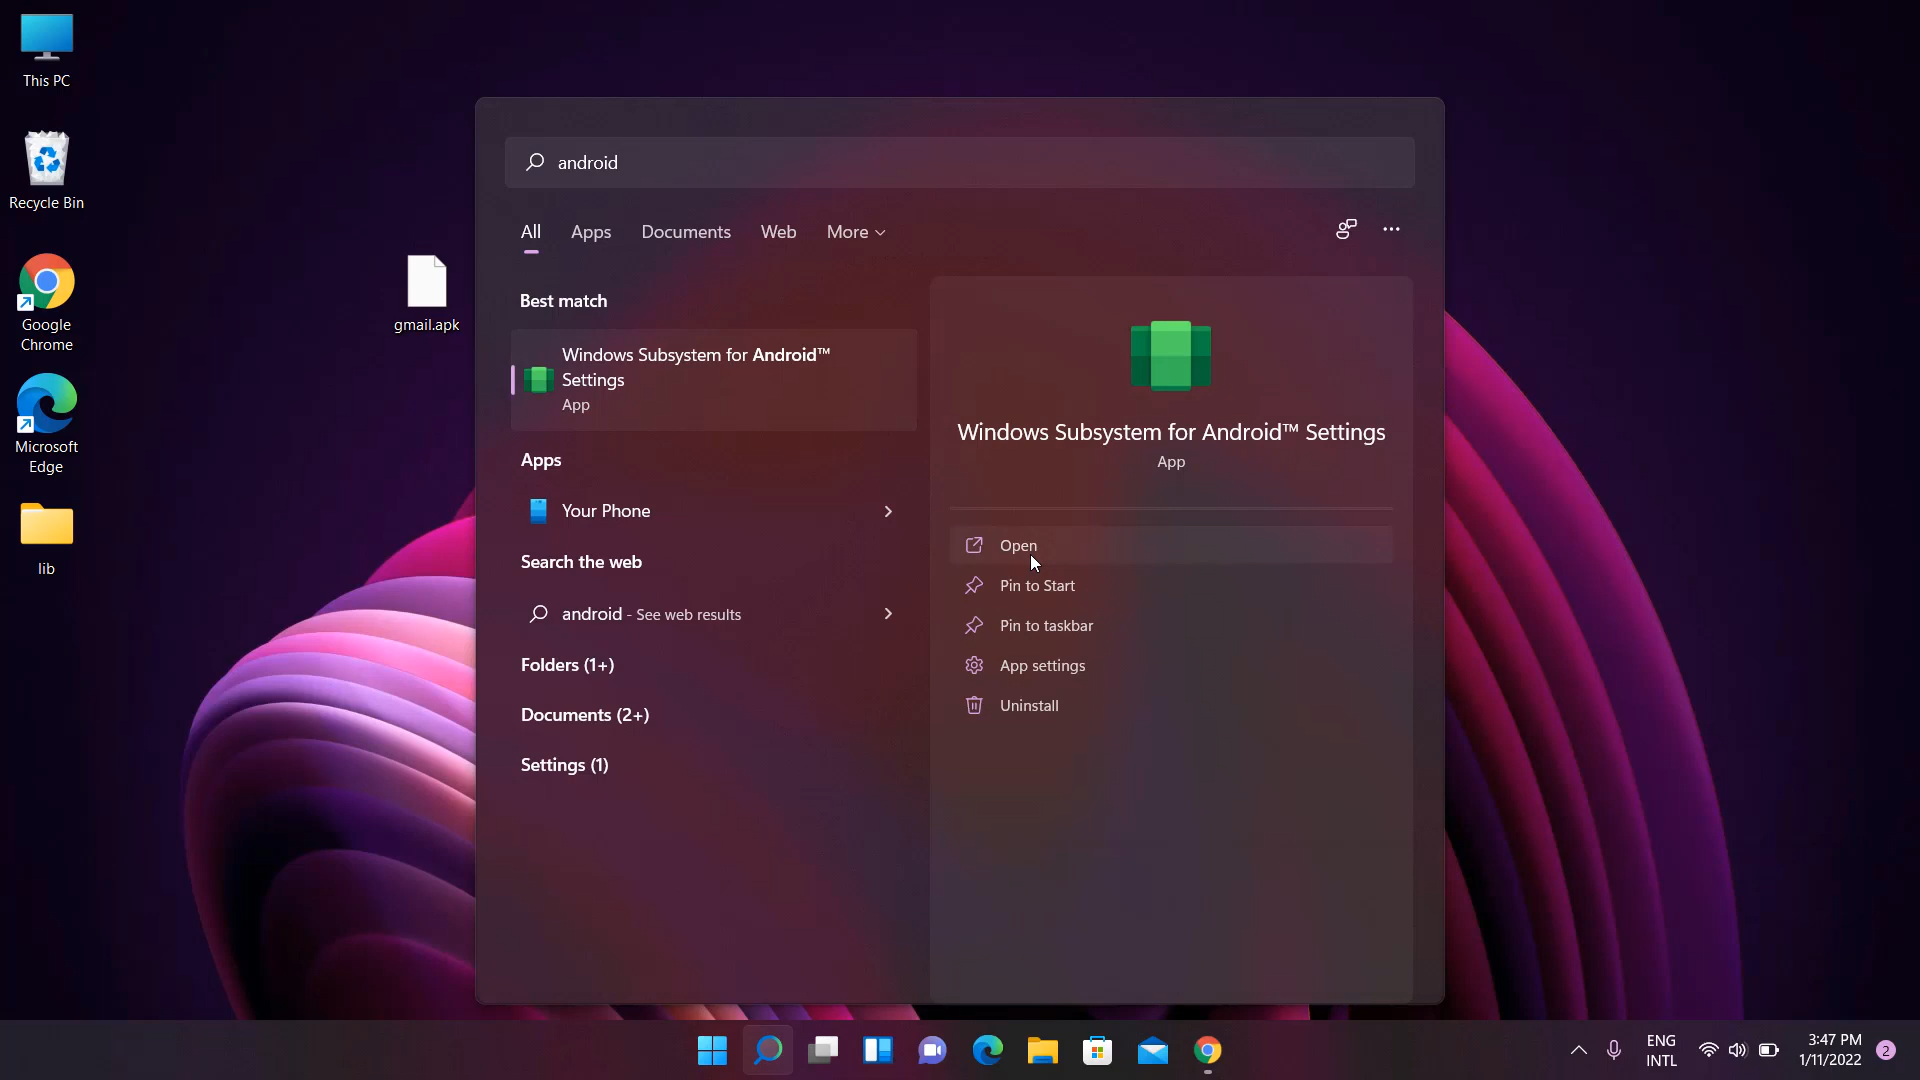 This PC
Recycle Bin
Google
Chrome
Microsoft
Edge
lib
gmail.apk
android
All Apps Documents Web More
Best match
Windows Subsystem for Android™
Settings
App
Apps
Your Phone
Search the web
android - See web results
Folders (1+)
Documents (2+)
Settings (1)
Windows Subsystem for Android™ Settings
App
Open
Pin to Start
Pin to taskbar
App settings
Uninstall
ENG
INTL
3:47 PM
1/11/2022
2